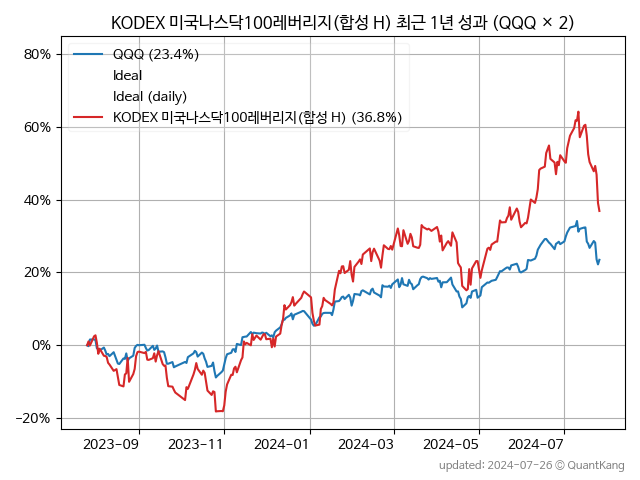 KODEX 미국나스닥100레버리지(합성 H) 최근 1년 성과 (QQQ × 2)
80%
60%
40%
20%
0%
−20%
QQQ (23.4%)
Ideal
Ideal (daily)
KODEX 미국나스닥100레버리지(합성 H) (36.8%)
2023-09 2023-11 2024-01 2024-03 2024-05 2024-07
updated: 2024-07-26 © QuantKang